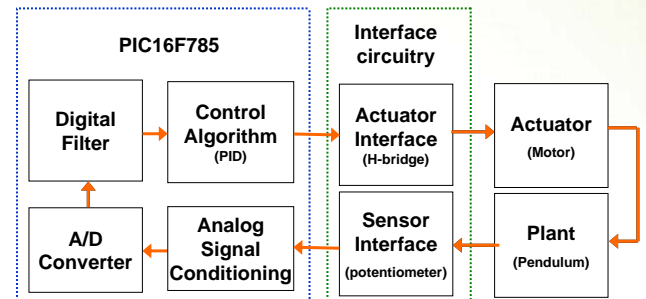 PIC16F785
Interface
circuitry
Digital
Filter
Control
Algorithm
(PID)
Actuator
Interface
(H-bridge)
Actuator
(Motor)
A/D
Converter
Analog
Signal
Conditioning
Sensor
Interface
(potentiometer)
Plant
(Pendulum)